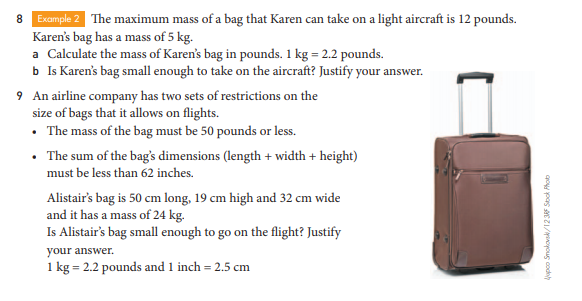 8 Example 2 The maximum mass of a bag that Karen can take on a light aircraft is 12 pounds.
Karen's bag has a mass of 5 kg.
a Calculate the mass of Karen's bag in pounds. 1 kg = 2.2 pounds.
b Is Karen's bag small enough to take on the aircraft? Justify your answer.
9 An airline company has two sets of restrictions on the
size of bags that it allows on flights.
• The mass of the bag must be 50 pounds or less.
• The sum of the bag's dimensions (length + width + height)
must be less than 62 inches.
Alistair's bag is 50 cm long, 19 cm high and 32 cm wide
and it has a mass of 24 kg.
Is Alistair's bag small enough to go on the flight? Justify
your answer.
1 kg = 2.2 pounds and 1 inch = 2.5 cm
Stock Photo